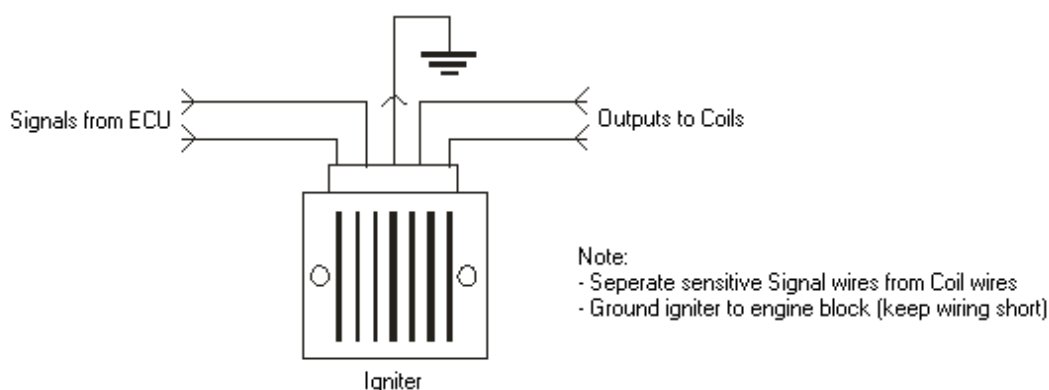 Signals from ECU
Outputs to Coils
Note:
- Seperate sensitive Signal wires from Coil wires
- Ground igniter to engine block (keep wiring short)
Igniter